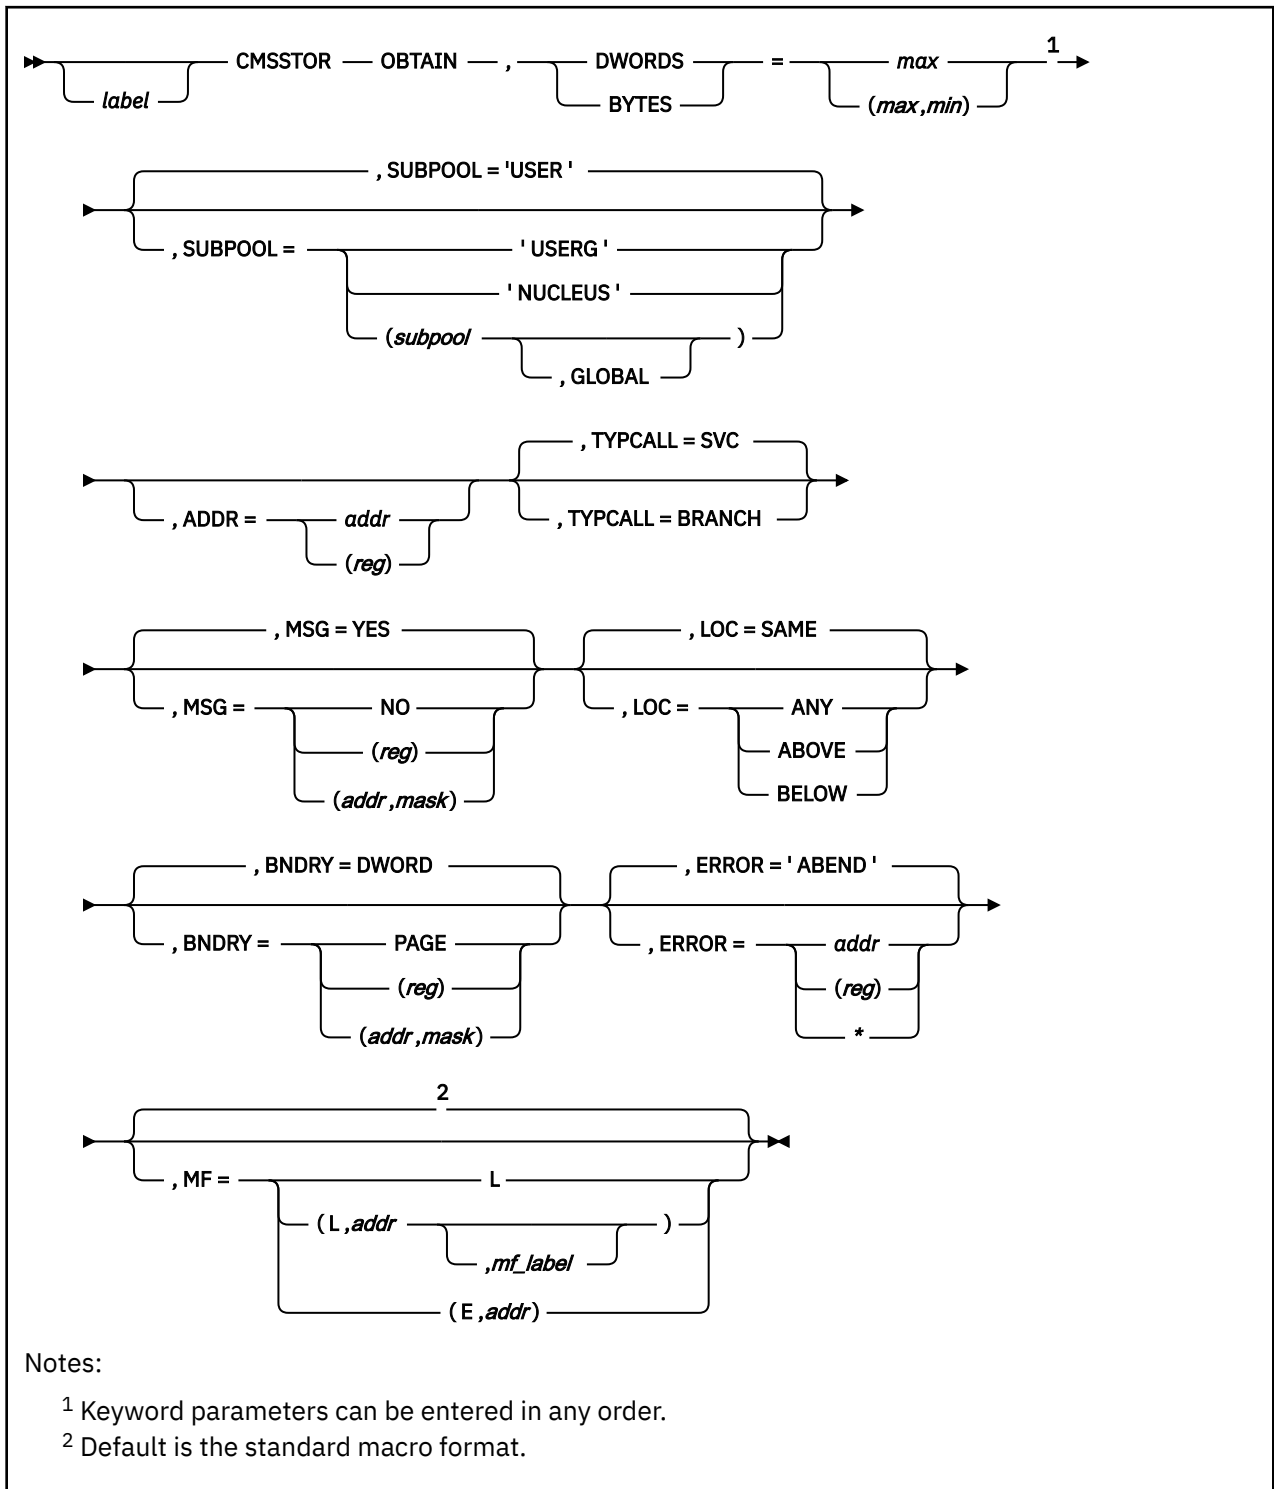 1
CMSSTOR OBTAIN , DWORDS = max
label BYTES (max,min)
, SUBPOOL = 'USER '
, SUBPOOL = ' USERG '
' NUCLEUS '
(subpool )
, GLOBAL
, TYPCALL = SVC
, ADDR = addr , TYPCALL = BRANCH
(reg)
, MSG = YES , LOC = SAME
, MSG = NO , LOC = ANY
(reg) ABOVE
(addr,mask) BELOW
, BNDRY = DWORD , ERROR = ' ABEND '
, BNDRY = PAGE , ERROR = addr
(reg) (reg)
(addr,mask) *
2
, MF = L
( L ,addr )
,mf_label
( E ,addr)
Notes:
1 Keyword parameters can be entered in any order.
2 Default is the standard macro format.